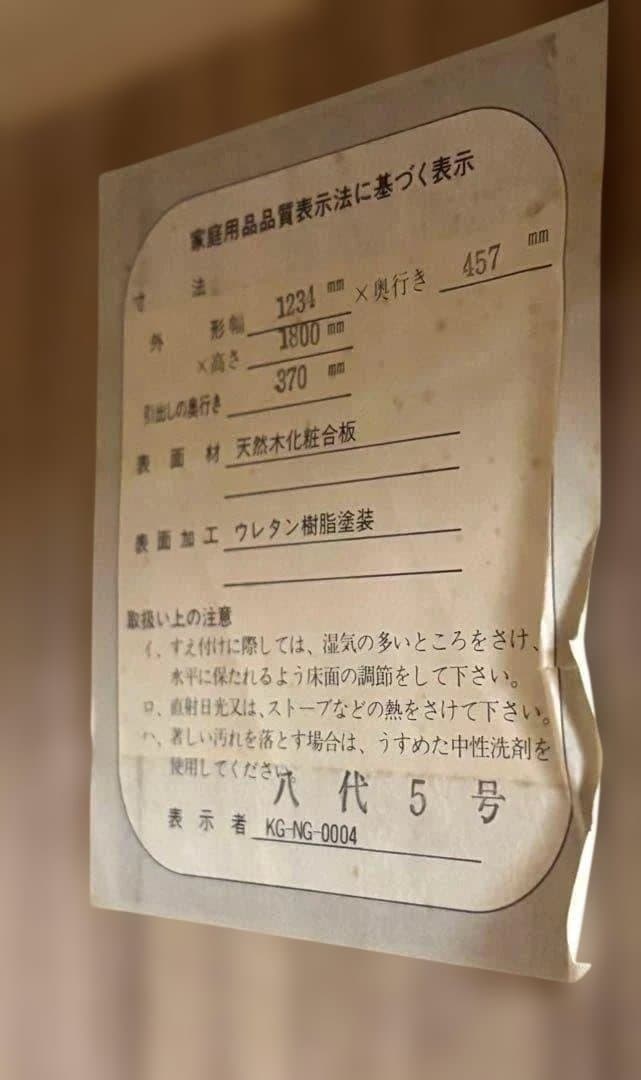 家庭用品品質表示法に基づく表示
寸法
外形幅 1234 mm ×奥行き 457 mm
×高さ 1800 mm
引出しの奥行き 370 mm
表面材 天然木化粧合板
表面加工 ウレタン樹脂塗装
取扱い上の注意
イ、すえ付けに際しては、湿気の多いところをさけ、
水平に保たれるよう床面の調節をして下さい。
ロ、直射日光又は、ストーブなどの熱をさけて下さい。
ハ、著しい汚れを落とす場合は、うすめた中性洗剤を
使用してください。
八代5号
表示者 KG-NG-0004